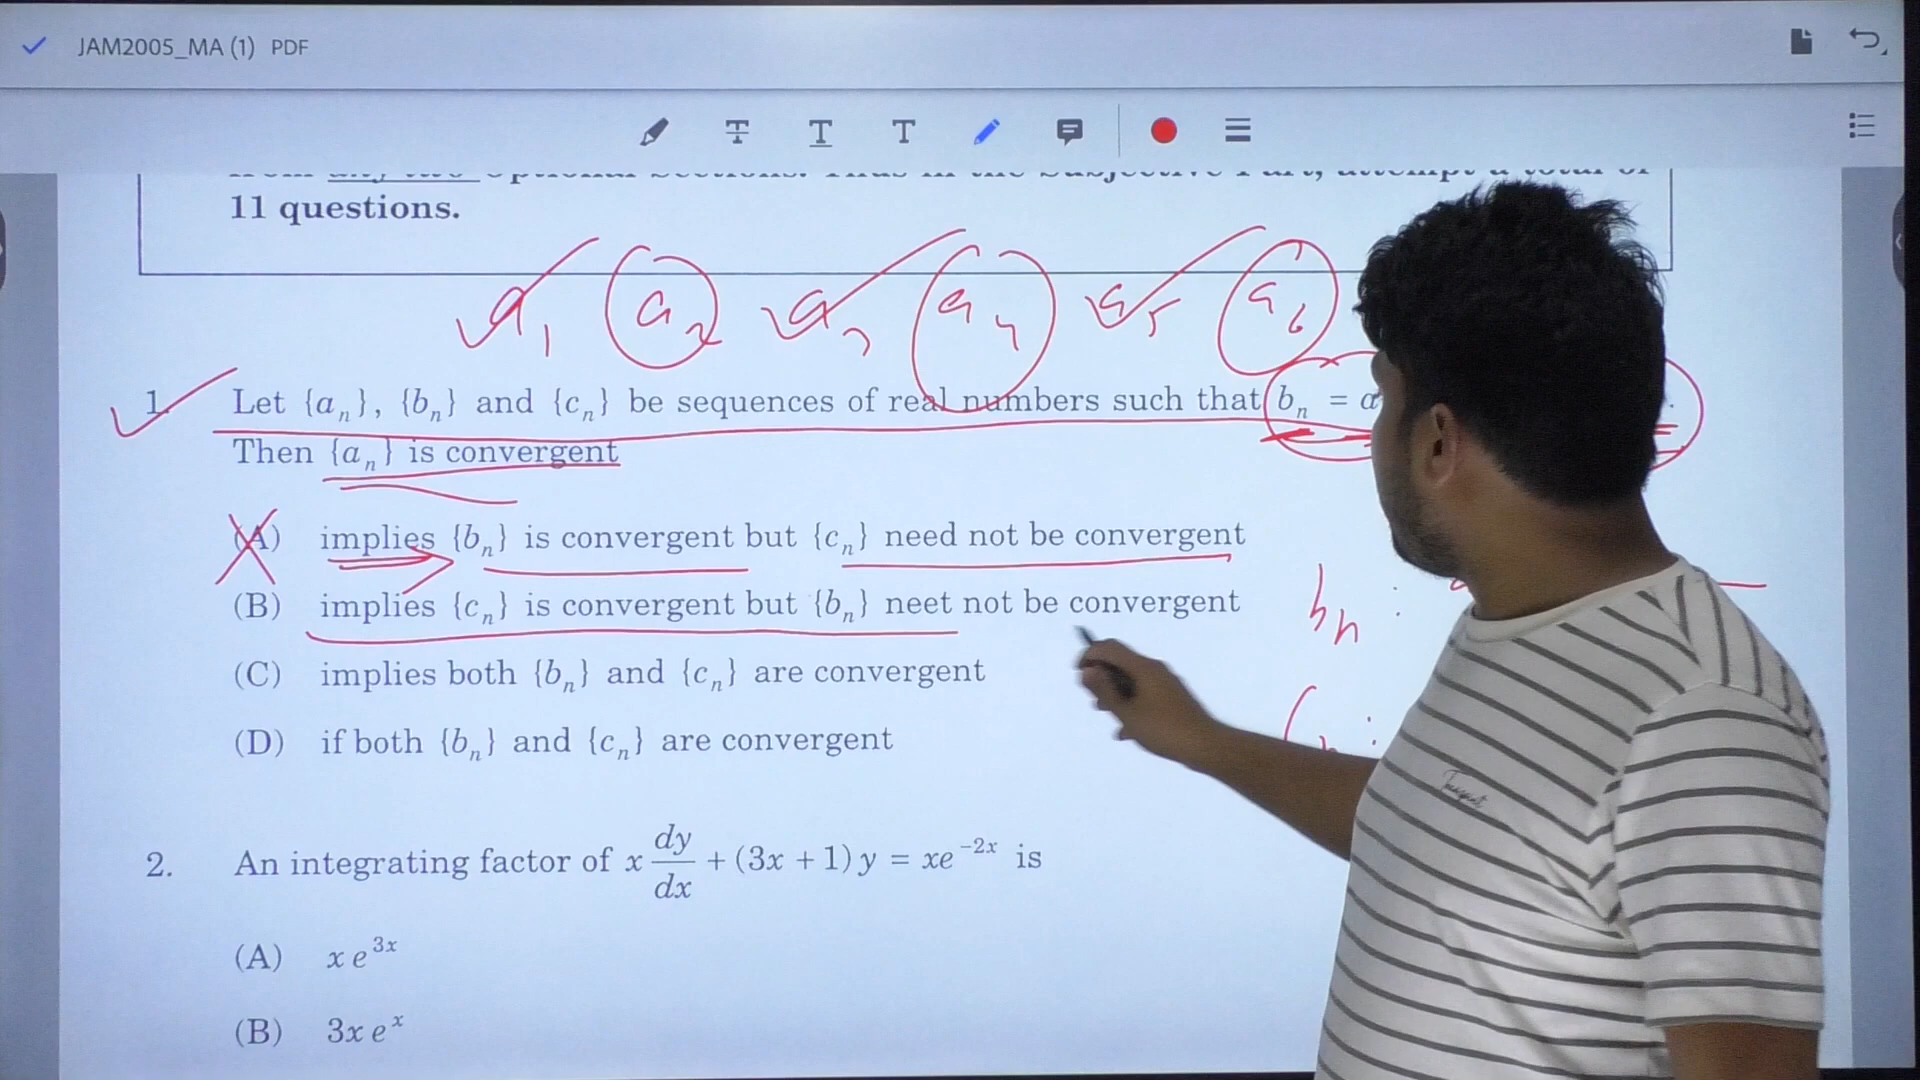 JAM2005_MA (1) PDF
11 questions.
a1 a2 a3 a4 a5 a6
1. Let {aₙ}, {bₙ} and {cₙ} be sequences of real numbers such that bₙ = a
Then {aₙ} is convergent
(A) implies {bₙ} is convergent but {cₙ} need not be convergent
bₙ :
(B) implies {cₙ} is convergent but {bₙ} neet not be convergent
(C) implies both {bₙ} and {cₙ} are convergent
(D) if both {bₙ} and {cₙ} are convergent
2. An integrating factor of x dy/dx + (3x + 1) y = xe⁻²ˣ is
(A) x e³ˣ
(B) 3x eˣ